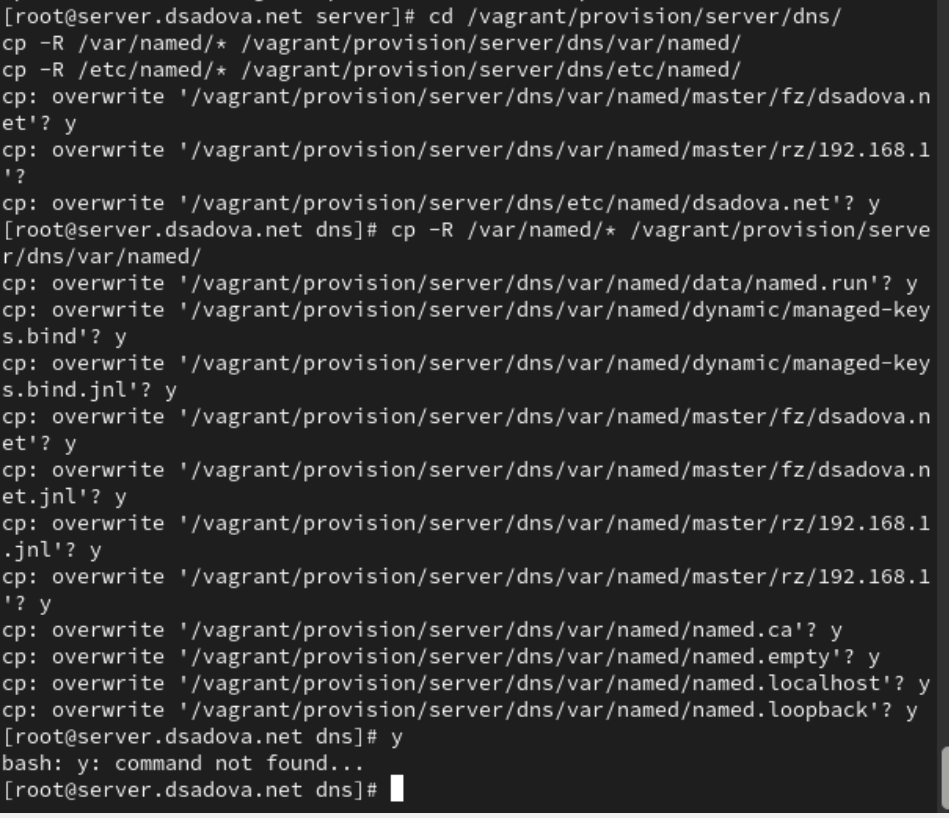 [root@server.dsadova.net server]# cd /vagrant/provision/server/dns/
cp -R /var/named/* /vagrant/provision/server/dns/var/named/
cp -R /etc/named/* /vagrant/provision/server/dns/etc/named/
cp: overwrite '/vagrant/provision/server/dns/var/named/master/fz/dsadova.n
et'? y
cp: overwrite '/vagrant/provision/server/dns/var/named/master/rz/192.168.1
'?
cp: overwrite '/vagrant/provision/server/dns/etc/named/dsadova.net'? y
[root@server.dsadova.net dns]# cp -R /var/named/* /vagrant/provision/serve
r/dns/var/named/
cp: overwrite '/vagrant/provision/server/dns/var/named/data/named.run'? y
cp: overwrite '/vagrant/provision/server/dns/var/named/dynamic/managed-key
s.bind'? y
cp: overwrite '/vagrant/provision/server/dns/var/named/dynamic/managed-key
s.bind.jnl'? y
cp: overwrite '/vagrant/provision/server/dns/var/named/master/fz/dsadova.n
et'? y
cp: overwrite '/vagrant/provision/server/dns/var/named/master/fz/dsadova.n
et.jnl'? y
cp: overwrite '/vagrant/provision/server/dns/var/named/master/rz/192.168.1
.jnl'? y
cp: overwrite '/vagrant/provision/server/dns/var/named/master/rz/192.168.1
'? y
cp: overwrite '/vagrant/provision/server/dns/var/named/named.ca'? y
cp: overwrite '/vagrant/provision/server/dns/var/named/named.empty'? y
cp: overwrite '/vagrant/provision/server/dns/var/named/named.localhost'? y
cp: overwrite '/vagrant/provision/server/dns/var/named/named.loopback'? y
[root@server.dsadova.net dns]# y
bash: y: command not found...
[root@server.dsadova.net dns]#